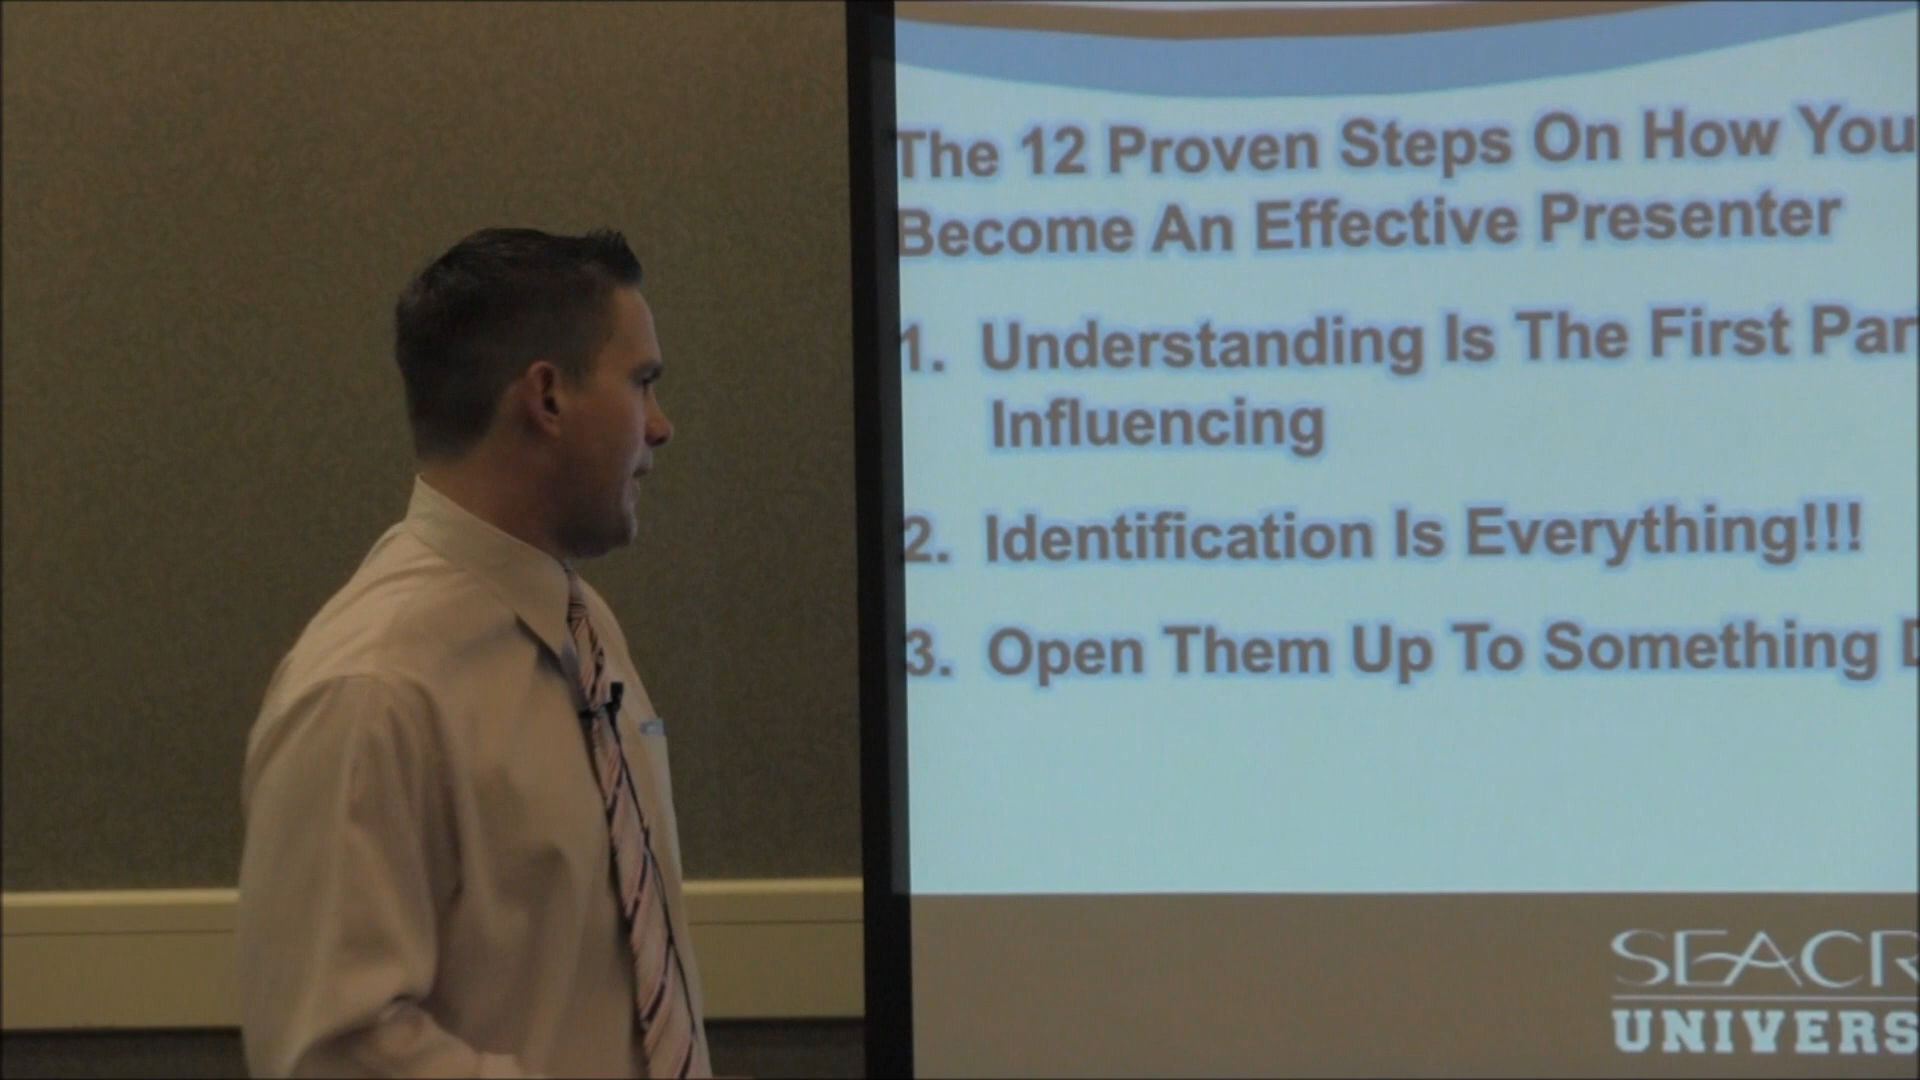 The 12 Proven Steps On How You
Become An Effective Presenter
1. Understanding Is The First Par
Influencing
2. Identification Is Everything!!!
3. Open Them Up To Something D
SEACR
UNIVERS